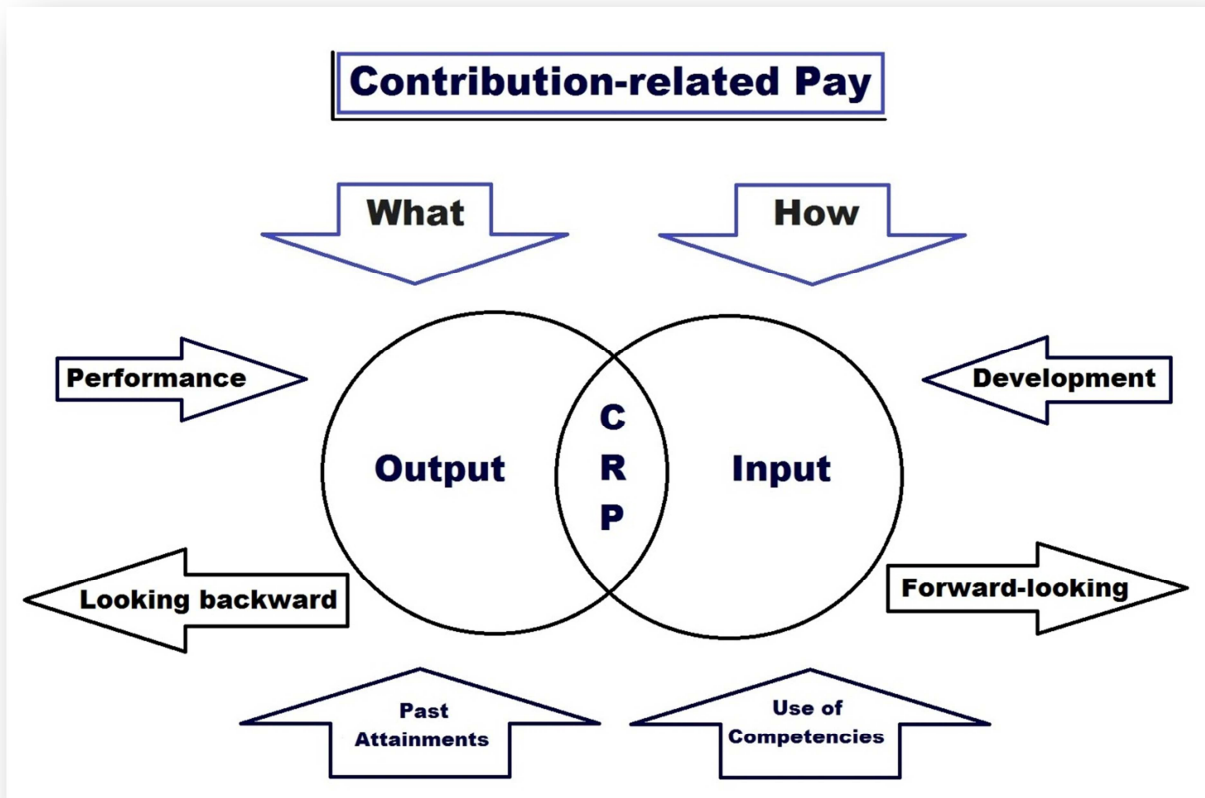 Contribution-related Pay
What
How
Performance
Development
C
R
P
Output
Input
Looking backward
Forward-looking
Past
Attainments
Use of
Competencies